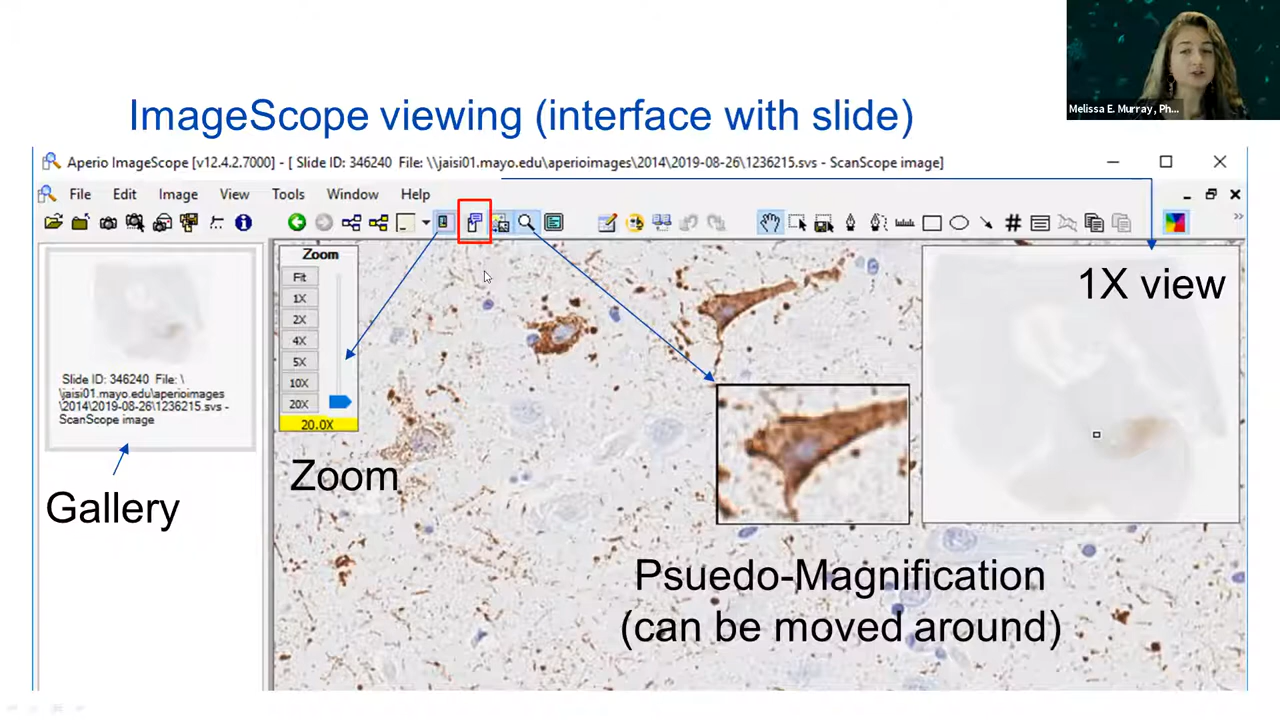 Melissa E. Murray, Ph...
ImageScope viewing (interface with slide)
Aperio ImageScope [v12.4.2.7000] - [ Slide ID: 346240 File: \\jaisi01.mayo.edu\aperioimages\2014\2019-08-26\1236215.svs - ScanScope image]
File Edit Image View Tools Window Help
Zoom
Fit
1X
2X
4X
5X
10X
20X
20.0X
1X view
Slide ID: 346240 File: \
\jaisi01.mayo.edu\aperioimages
\2014\2019-08-26\1236215.svs -
ScanScope image
Zoom
Gallery
Psuedo-Magnification
(can be moved around)